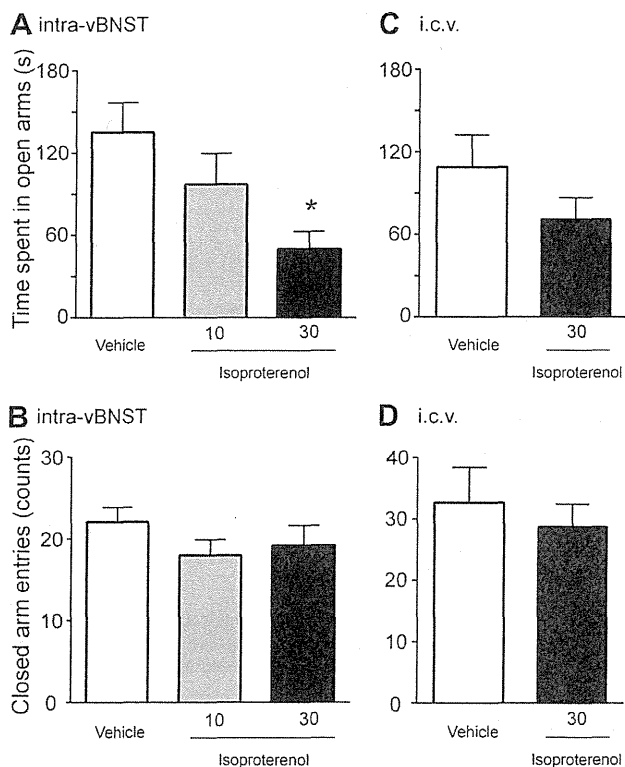 A intra-vBNST
Time spent in open arms (s)
180
120
60
0
*
Vehicle
10
30
Isoproterenol
C i.c.v.
180
120
60
0
Vehicle
30
Isoproterenol
B intra-vBNST
Closed arm entries (counts)
30
20
10
0
Vehicle
10
30
Isoproterenol
D i.c.v.
40
30
20
10
0
Vehicle
30
Isoproterenol